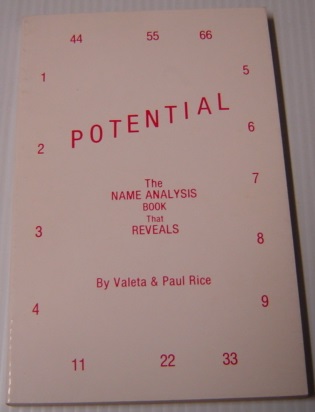 44 55 66
1 5
POTENTIAL
2 6
The
NAME ANALYSIS
7
BOOK
That
REVEALS
3 8
By Valeta & Paul Rice
4 9
11 22 33